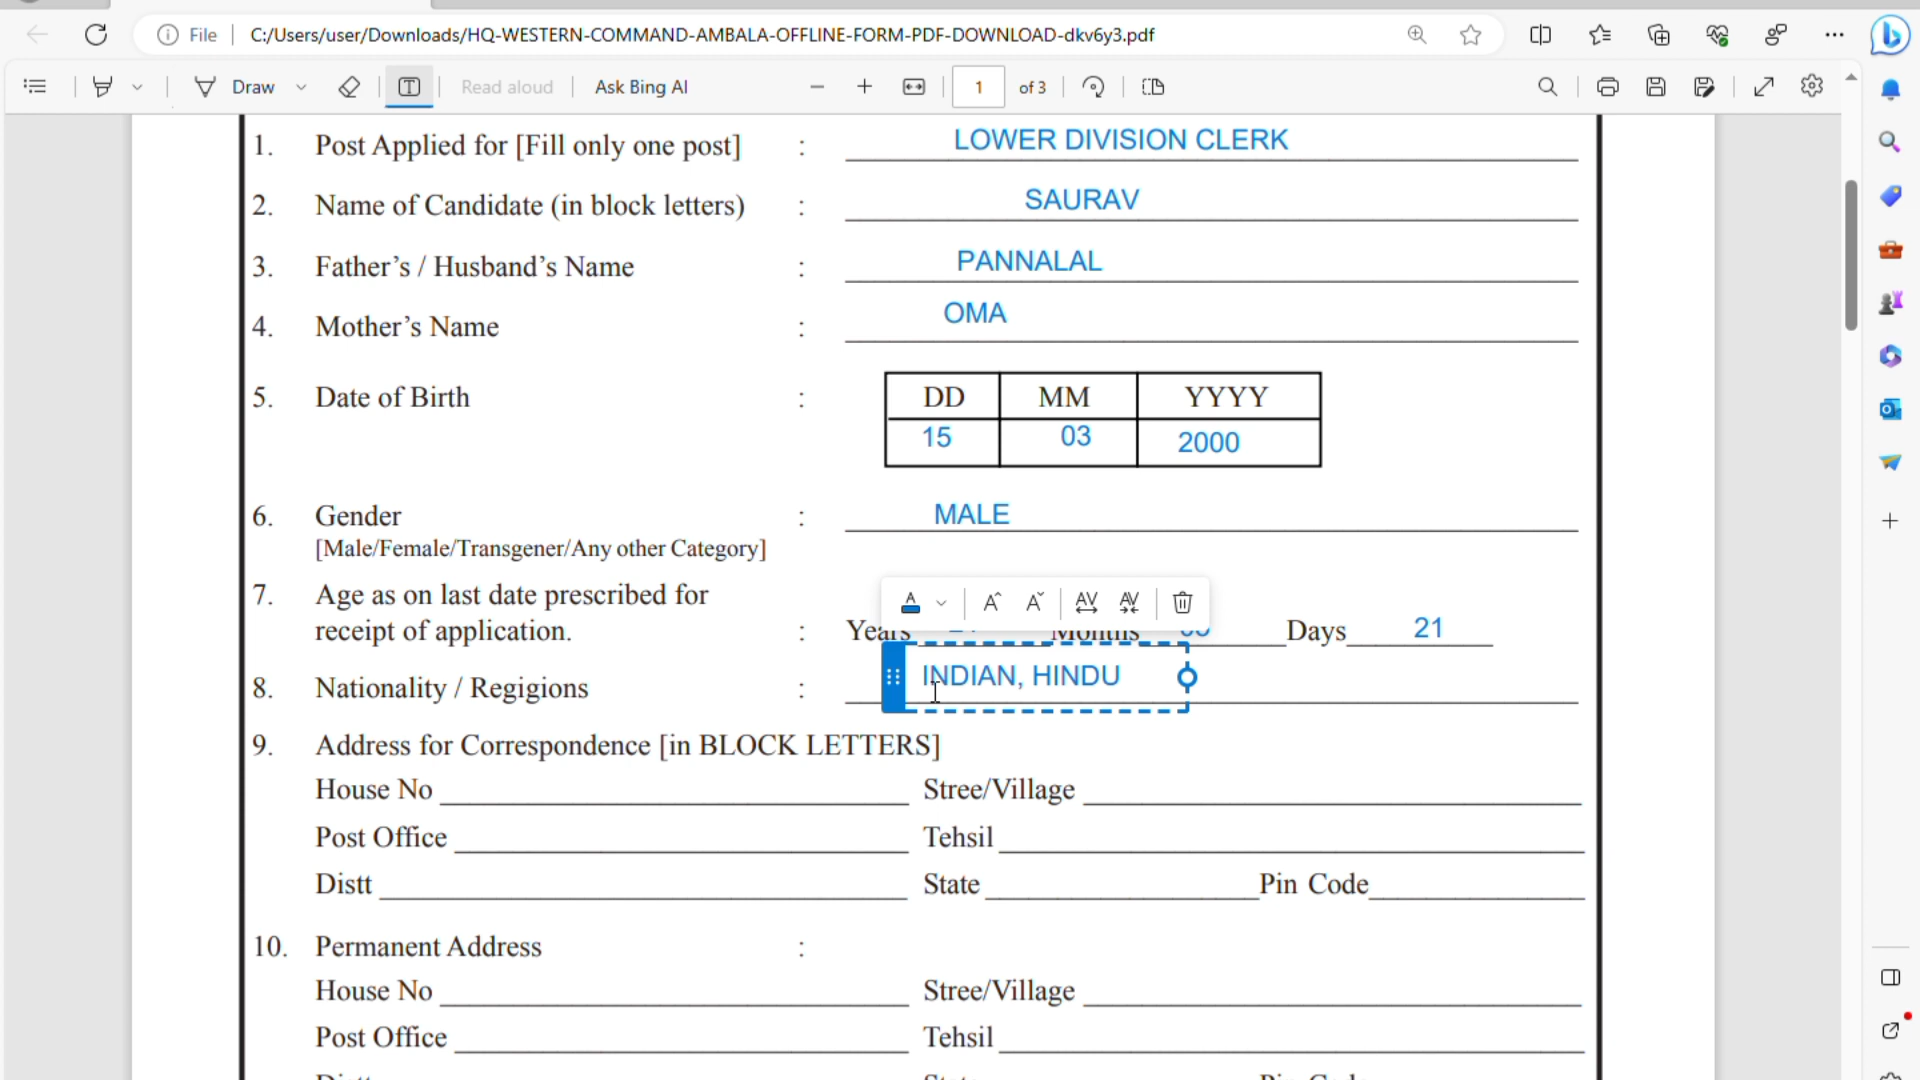 File C:/Users/user/Downloads/HQ-WESTERN-COMMAND-AMBALA-OFFLINE-FORM-PDF-DOWNLOAD-dkv6y3.pdf
Draw Read aloud Ask Bing AI 1 of 3
1. Post Applied for [Fill only one post] : LOWER DIVISION CLERK
2. Name of Candidate (in block letters) : SAURAV
3. Father's / Husband's Name : PANNALAL
4. Mother's Name : OMA
5. Date of Birth : DD MM YYYY
15 03 2000
6. Gender : MALE
[Male/Female/Transgener/Any other Category]
7. Age as on last date prescribed for
receipt of application. : Years Months Days 21
8. Nationality / Regigions : INDIAN, HINDU
9. Address for Correspondence [in BLOCK LETTERS]
House No Stree/Village
Post Office Tehsil
Distt State Pin Code
10. Permanent Address :
House No Stree/Village
Post Office Tehsil